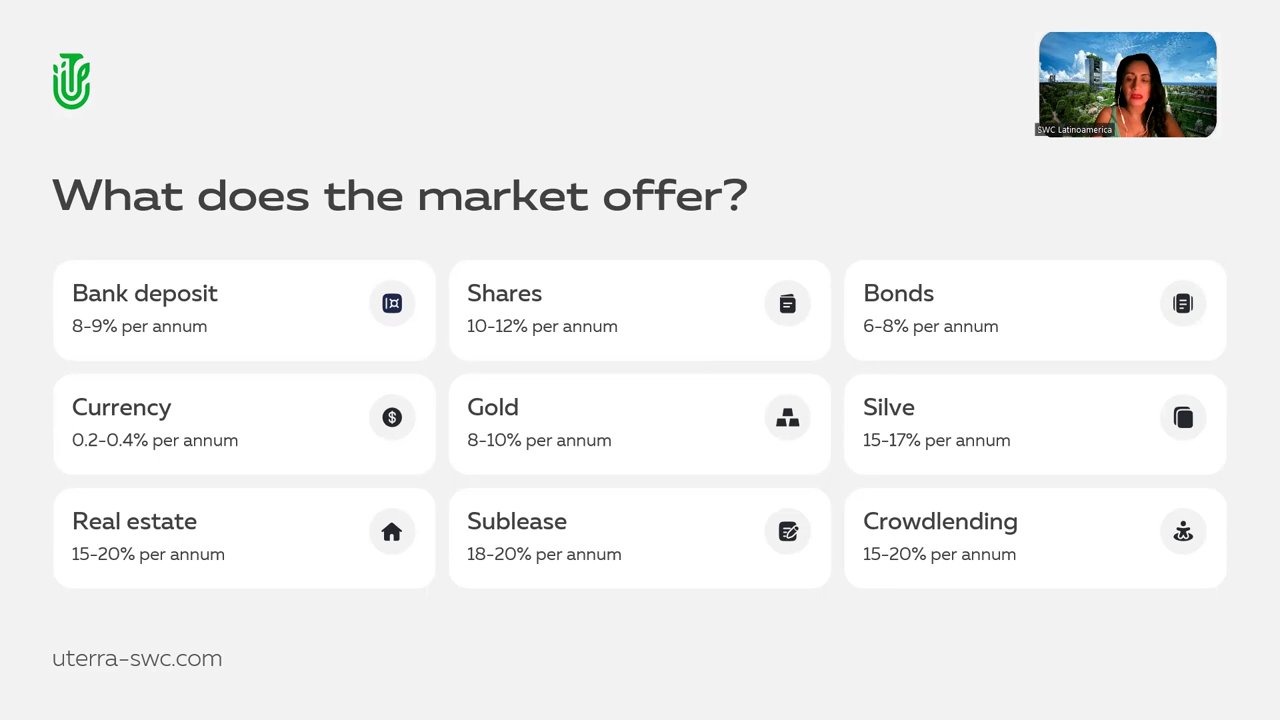 SWC Latinoamerica
What does the market offer?
Bank deposit
8-9% per annum
Shares
10-12% per annum
Bonds
6-8% per annum
Currency
0.2-0.4% per annum
Gold
8-10% per annum
Silve
15-17% per annum
Real estate
15-20% per annum
Sublease
18-20% per annum
Crowdlending
15-20% per annum
uterra-swc.com